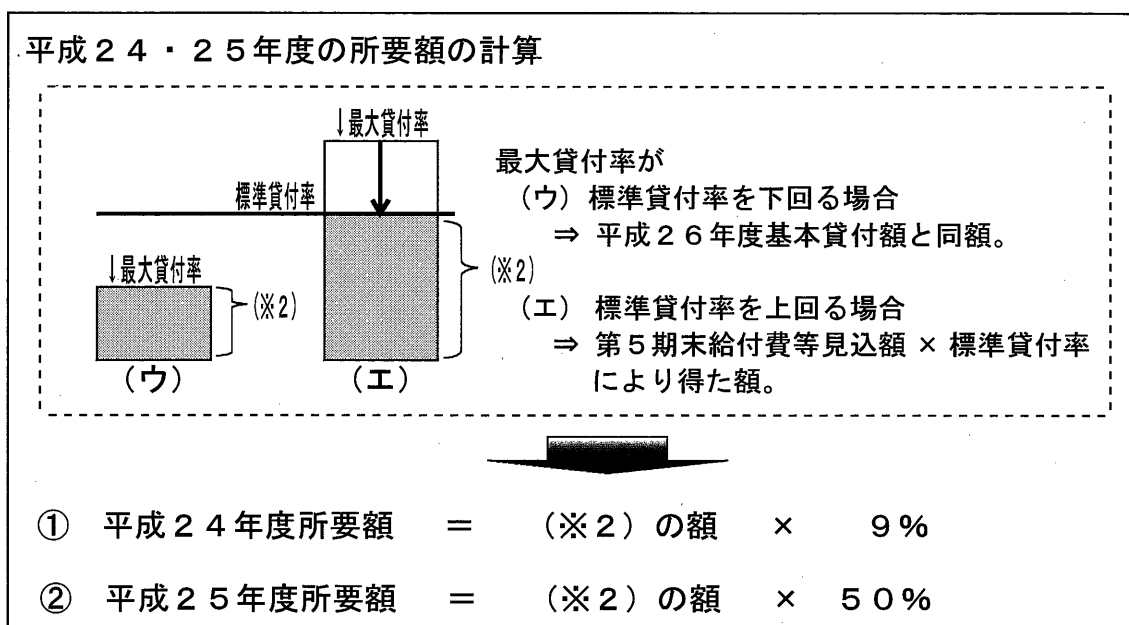 平成２４・２５年度の所要額の計算
↓最大貸付率
標準貸付率
↓最大貸付率
（※２）
（※２）
（ウ）
（エ）
最大貸付率が
（ウ）標準貸付率を下回る場合
⇒ 平成２６年度基本貸付額と同額。
（エ）標準貸付率を上回る場合
⇒ 第５期末給付費等見込額 × 標準貸付率
により得た額。
① 平成２４年度所要額 ＝ （※２）の額 × ９％
② 平成２５年度所要額 ＝ （※２）の額 × ５０％